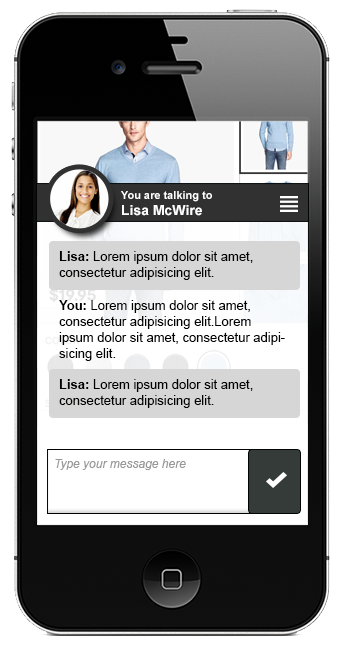 You are talking to
Lisa McWire
Lisa: Lorem ipsum dolor sit amet,
consectetur adipisicing elit.
$19.95
You: Lorem ipsum dolor sit amet,
consectetur adipisicing elit.Lorem
ipsum dolor sit amet, consectetur adipi-
sicing elit.
Lisa: Lorem ipsum dolor sit amet,
consectetur adipisicing elit.
Type your message here